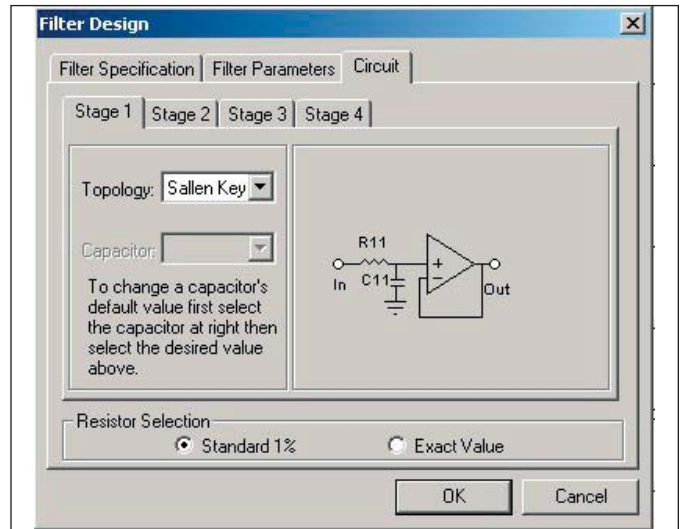 Filter Design
Filter Specification
Filter Parameters
Circuit
Stage 1
Stage 2
Stage 3
Stage 4
Topology: Sallen Key
Capacitor:
To change a capacitor's
default value first select
the capacitor at right then
select the desired value
above.
R11
In
C11
+
−
Out
Resistor Selection
Standard 1%
Exact Value
OK
Cancel